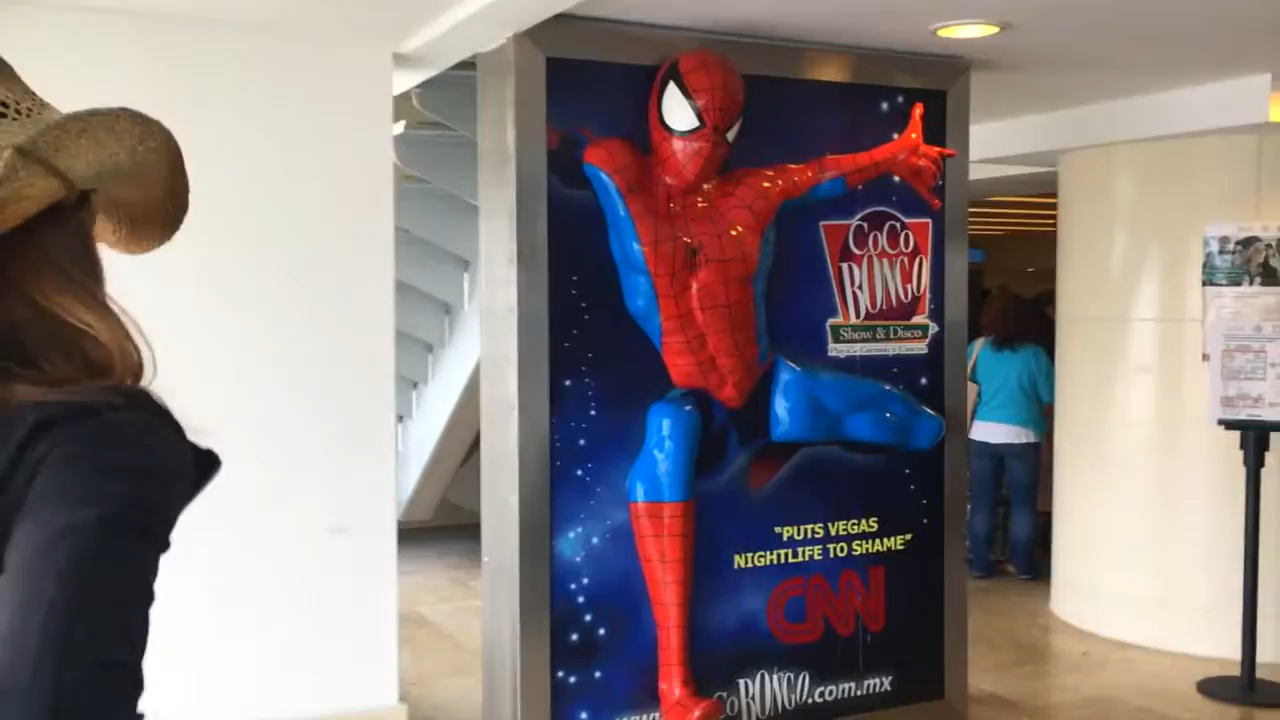 CoCo
BONGO
Show & Disco
"PUTS VEGAS
NIGHTLIFE TO SHAME"
CNN
CoBONGO.com.mx